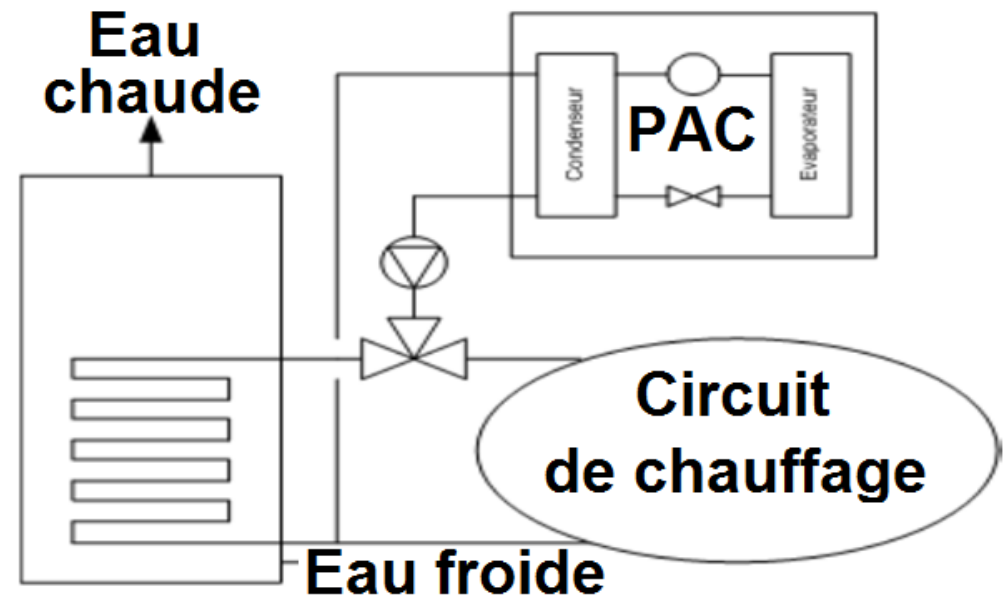 Eau
chaude
Condenseur
PAC
Evaporateur
Circuit
de chauffage
Eau froide